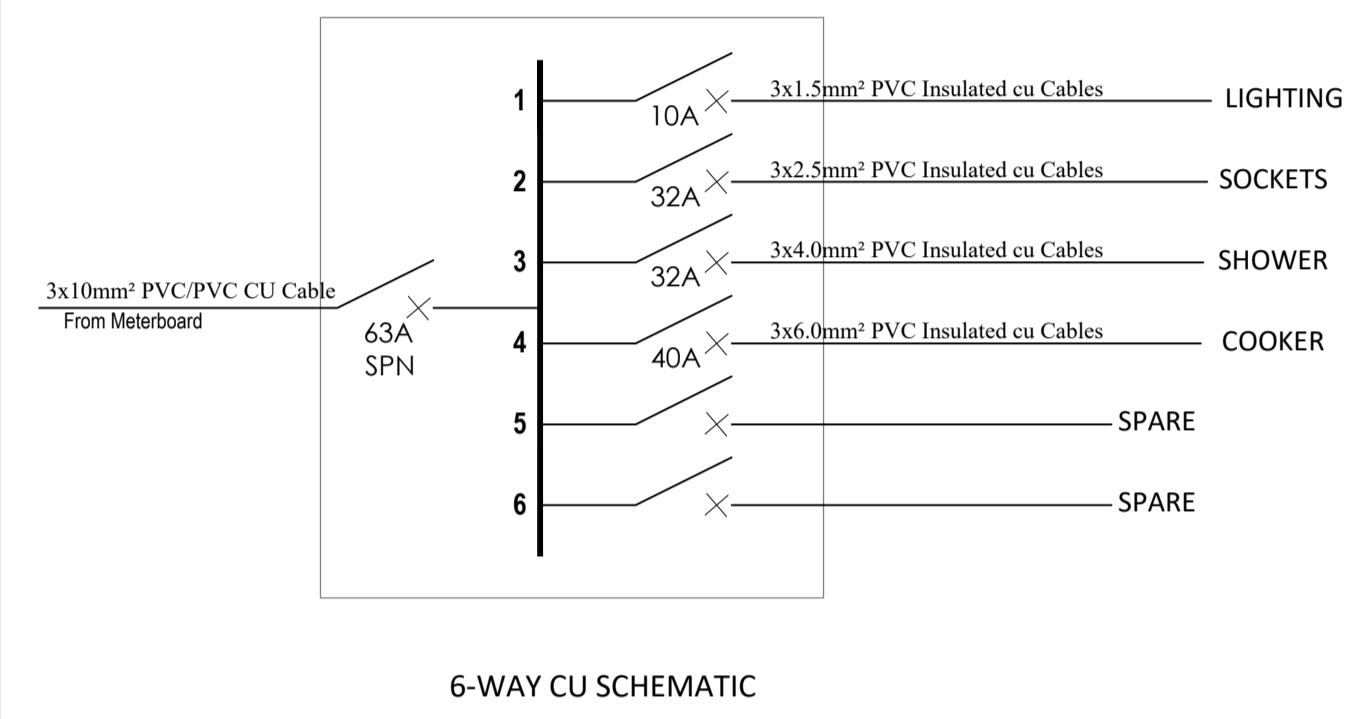 1
10A
3x1.5mm² PVC Insulated cu Cables
LIGHTING
2
32A
3x2.5mm² PVC Insulated cu Cables
SOCKETS
3
32A
3x4.0mm² PVC Insulated cu Cables
SHOWER
3x10mm² PVC/PVC CU Cable
From Meterboard
63A
SPN
4
40A
3x6.0mm² PVC Insulated cu Cables
COOKER
5
SPARE
6
SPARE
6-WAY CU SCHEMATIC